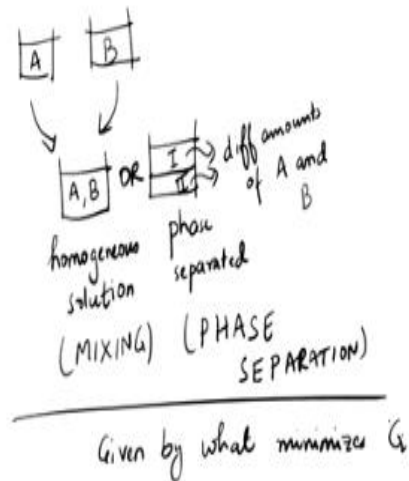 A
B
A, B
OR
I
II
diff amounts
of A and
B
homogeneous
solution
phase
separated
(MIXING)
(PHASE
SEPARATION)
Given by what minimizes G